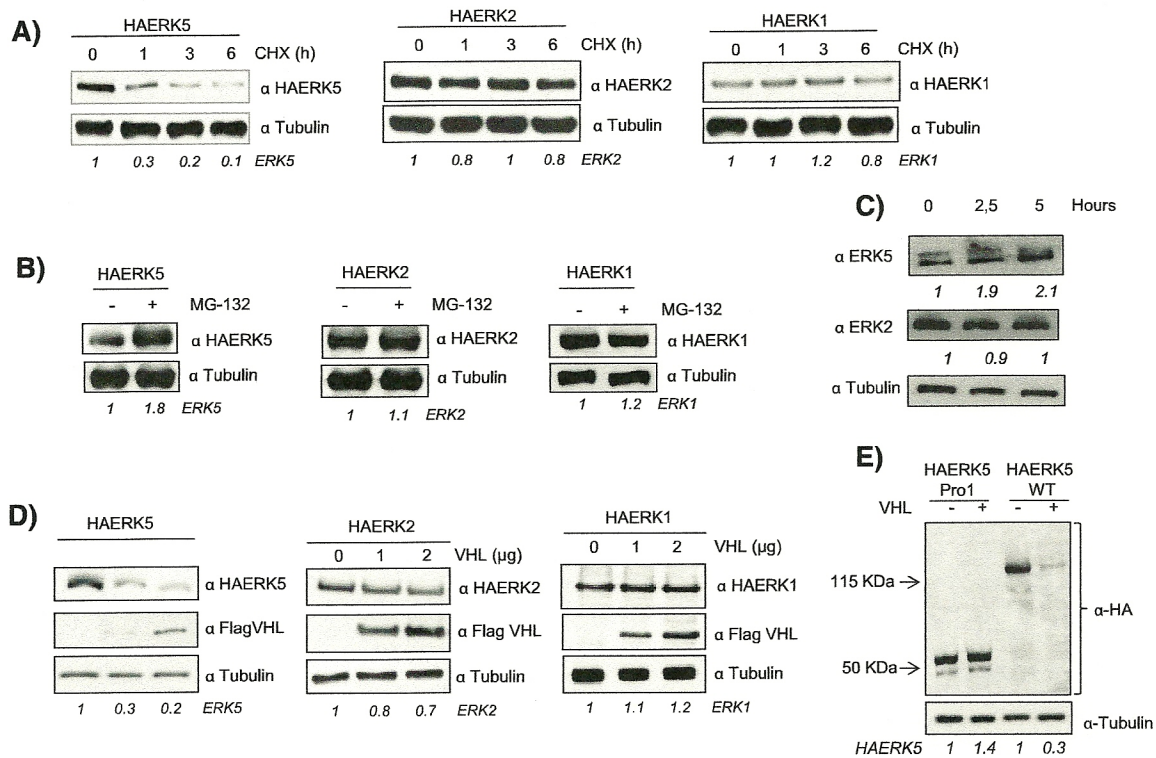 A)
HAERK5
0 1 3 6 CHX (h)
α HAERK5
α Tubulin
1 0.3 0.2 0.1 ERK5
HAERK2
0 1 3 6 CHX (h)
α HAERK2
α Tubulin
1 0.8 1 0.8 ERK2
HAERK1
0 1 3 6 CHX (h)
α HAERK1
α Tubulin
1 1 1.2 0.8 ERK1
B)
HAERK5
- + MG-132
α HAERK5
α Tubulin
1 1.8 ERK5
HAERK2
- + MG-132
α HAERK2
α Tubulin
1 1.1 ERK2
HAERK1
- + MG-132
α HAERK1
α Tubulin
1 1.2 ERK1
C)
0 2,5 5 Hours
α ERK5
1 1.9 2.1
α ERK2
1 0.9 1
α Tubulin
D)
HAERK5
α HAERK5
α FlagVHL
α Tubulin
1 0.3 0.2 ERK5
HAERK2
0 1 2 VHL (µg)
α HAERK2
α Flag VHL
α Tubulin
1 0.8 0.7 ERK2
HAERK1
0 1 2 VHL (µg)
α HAERK1
α Flag VHL
α Tubulin
1 1.1 1.2 ERK1
E)
HAERK5 HAERK5
Pro1 WT
VHL - + - +
115 KDa →
α-HA
50 KDa →
α-Tubulin
HAERK5 1 1.4 1 0.3